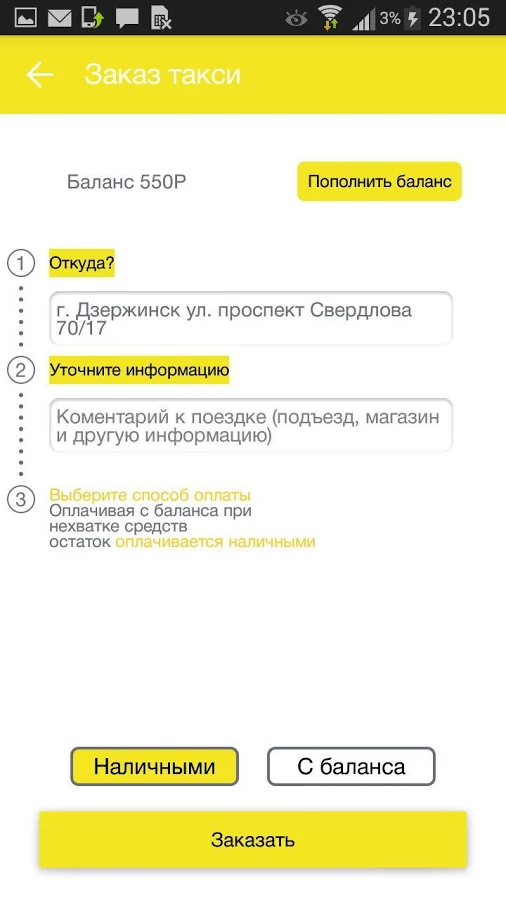 3% 23:05
Заказ такси
Баланс 550Р
Пополнить баланс
1 Откуда?
г. Дзержинск ул. проспект Свердлова
70/17
2 Уточните информацию
Коментарий к поездке (подъезд, магазин
и другую информацию)
3 Выберите способ оплаты
Оплачивая с баланса при
нехватке средств
остаток оплачивается наличными
Наличными
С баланса
Заказать